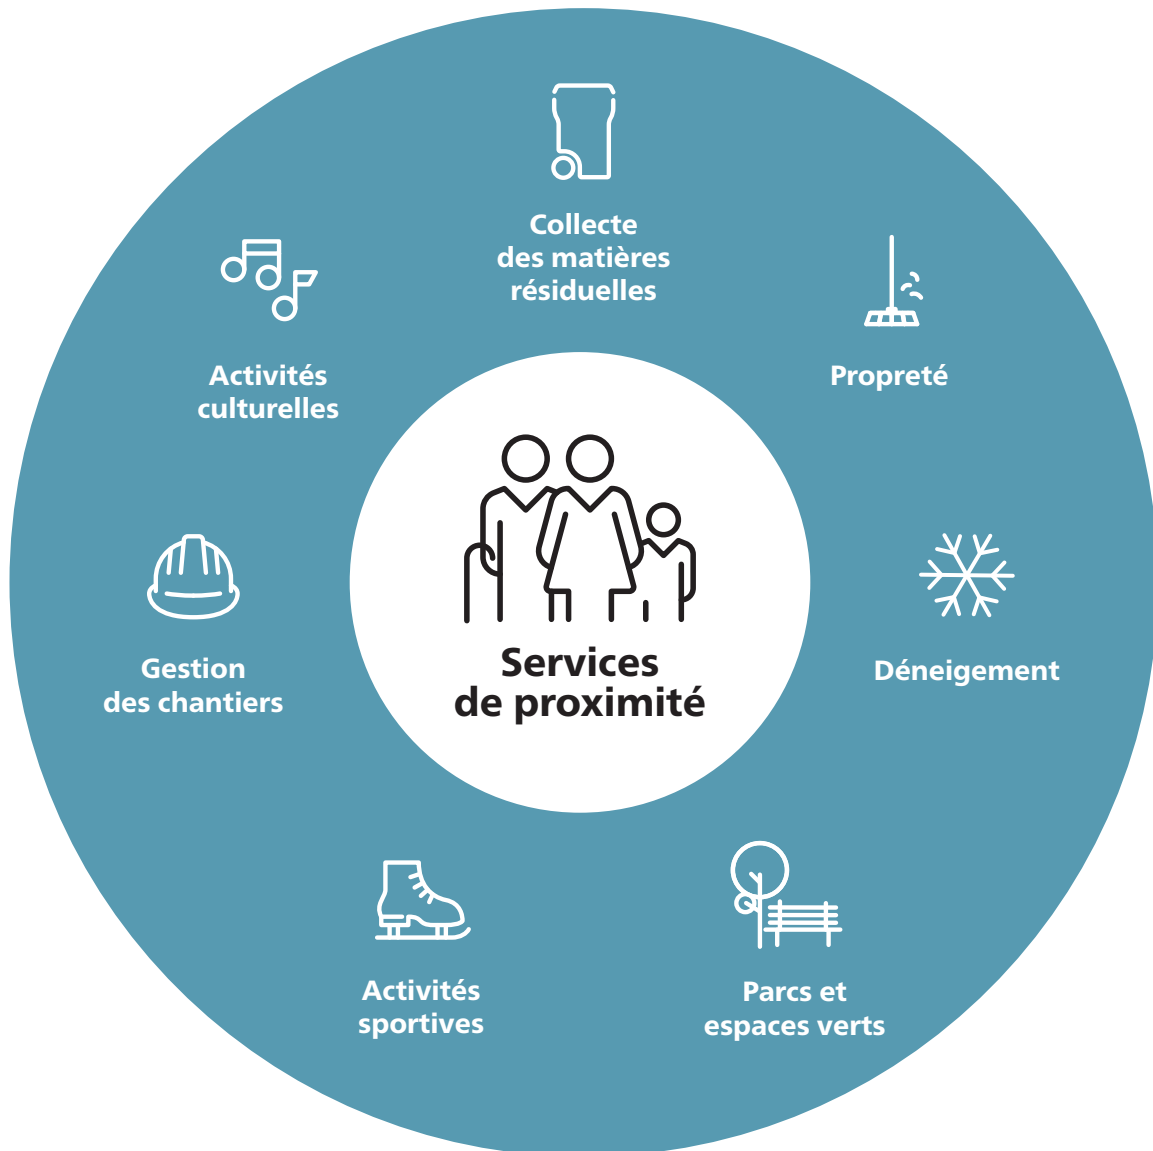 Collecte
des matières
résiduelles
Propreté
Déneigement
Parcs et
espaces verts
Activités
sportives
Gestion
des chantiers
Activités
culturelles
Services
de proximité